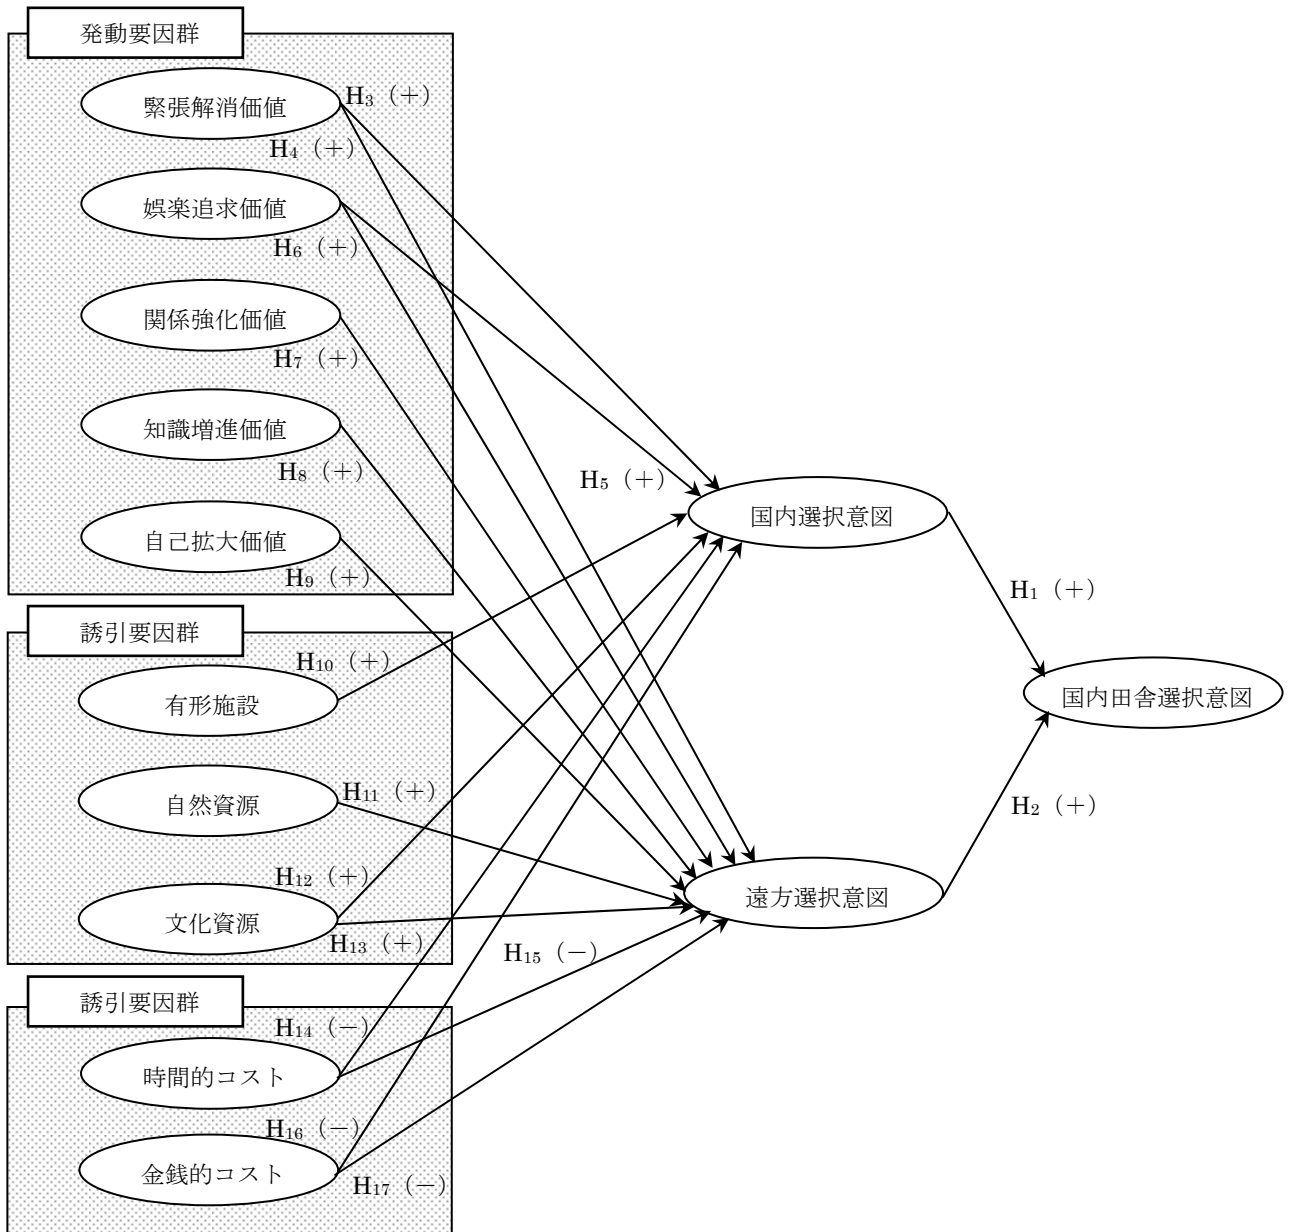 発動要因群
緊張解消価値
H₃（+）
H₄（+）
娯楽追求価値
H₆（+）
関係強化価値
H₇（+）
知識増進価値
H₈（+）
H₅（+）
自己拡大価値
H₉（+）
国内選択意図
H₁（+）
誘引要因群
H₁₀（+）
有形施設
国内田舎選択意図
自然資源
H₁₁（+）
H₂（+）
H₁₂（+）
文化資源
H₁₃（+）
遠方選択意図
H₁₅（−）
誘引要因群
H₁₄（−）
時間的コスト
H₁₆（−）
金銭的コスト
H₁₇（−）